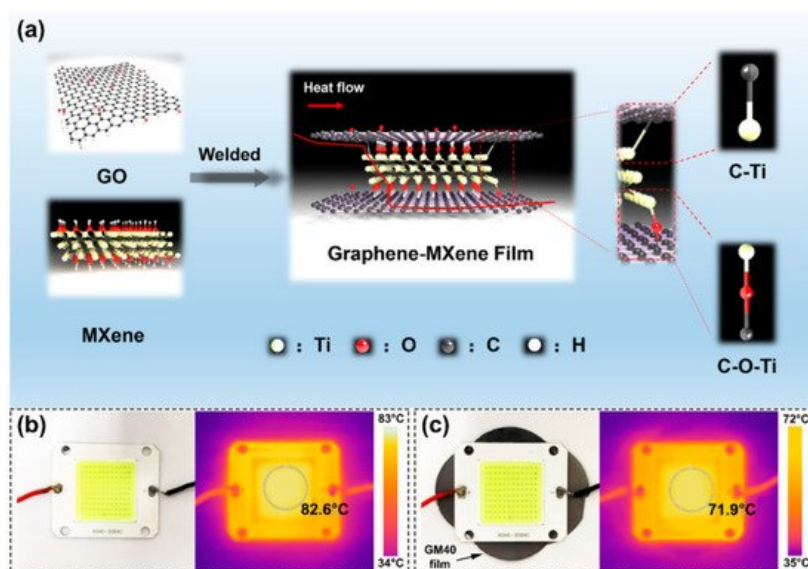 (a)
GO
MXene
Welded
Heat flow
Graphene-MXene Film
C-Ti
C-O-Ti
: Ti : O : C : H
(b)
82.6°C
83°C
34°C
(c)
GM40
film
71.9°C
72°C
35°C